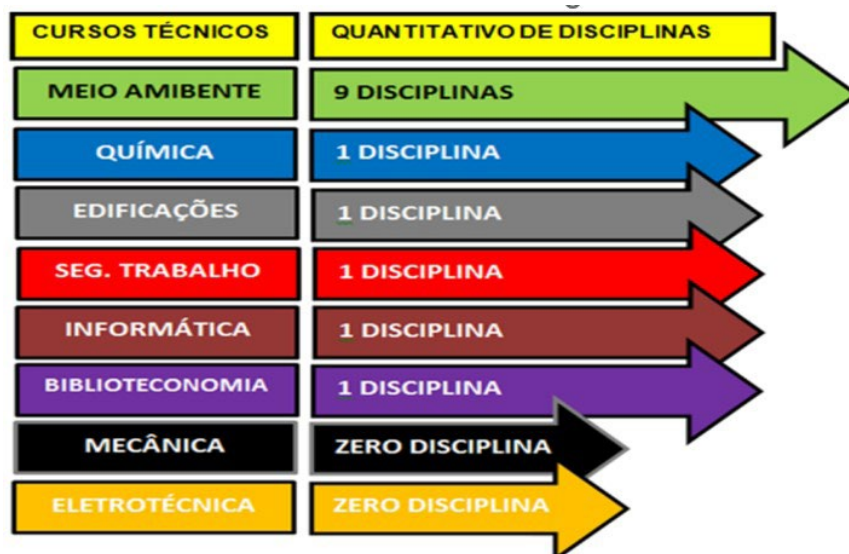 CURSOS TÉCNICOS QUANTITATIVO DE DISCIPLINAS
MEIO AMIBENTE 9 DISCIPLINAS
QUÍMICA 1 DISCIPLINA
EDIFICAÇÕES 1 DISCIPLINA
SEG. TRABALHO 1 DISCIPLINA
INFORMÁTICA 1 DISCIPLINA
BIBLIOTECONOMIA 1 DISCIPLINA
MECÂNICA ZERO DISCIPLINA
ELETROTÉCNICA ZERO DISCIPLINA